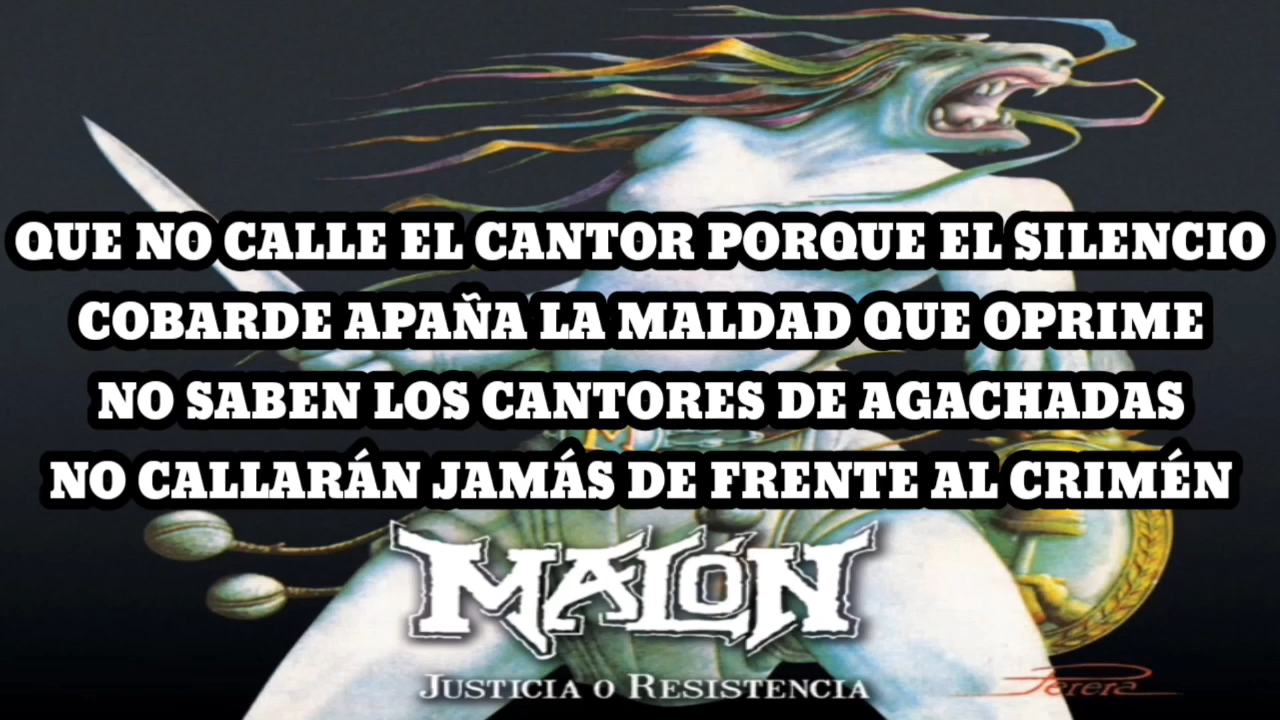 QUE NO CALLE EL CANTOR PORQUE EL SILENCIO
COBARDE APAÑA LA MALDAD QUE OPRIME
NO SABEN LOS CANTORES DE AGACHADAS
NO CALLARÁN JAMÁS DE FRENTE AL CRIMÉN
MALÓN
JUSTICIA O RESISTENCIA
Perera